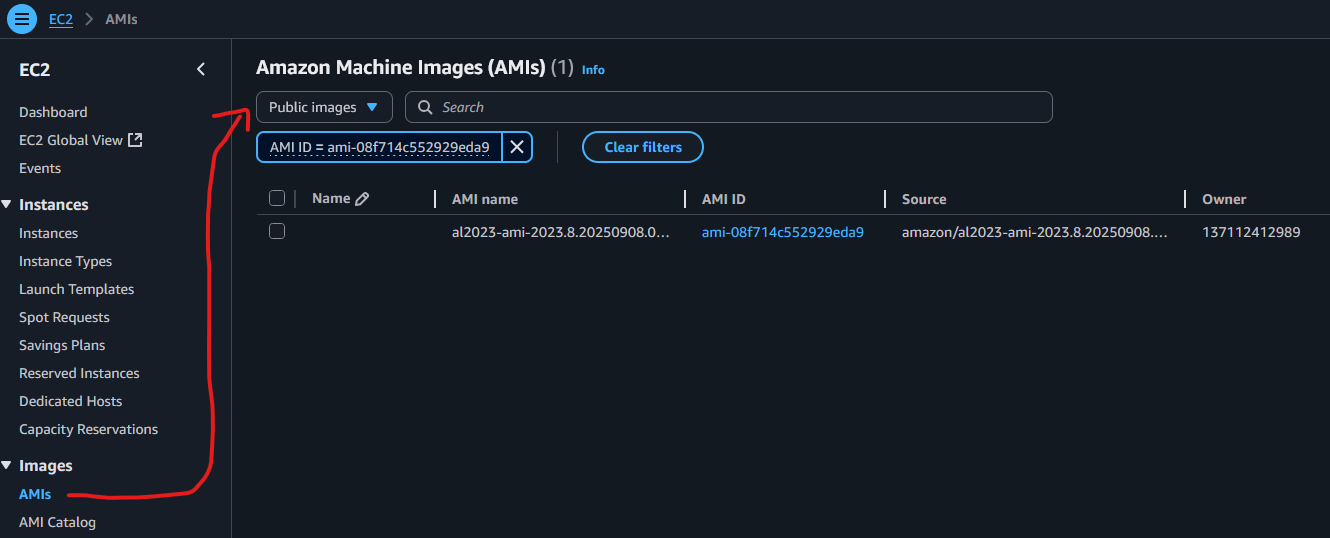 EC2 > AMIs
EC2
Dashboard
EC2 Global View
Events
Instances
Instances
Instance Types
Launch Templates
Spot Requests
Savings Plans
Reserved Instances
Dedicated Hosts
Capacity Reservations
Images
AMIs
AMI Catalog
Amazon Machine Images (AMIs) (1) Info
Public images Search
AMI ID = ami-08f714c552929eda9 Clear filters
Name AMI name AMI ID Source Owner
al2023-ami-2023.8.20250908.0... ami-08f714c552929eda9 amazon/al2023-ami-2023.8.20250908.... 137112412989